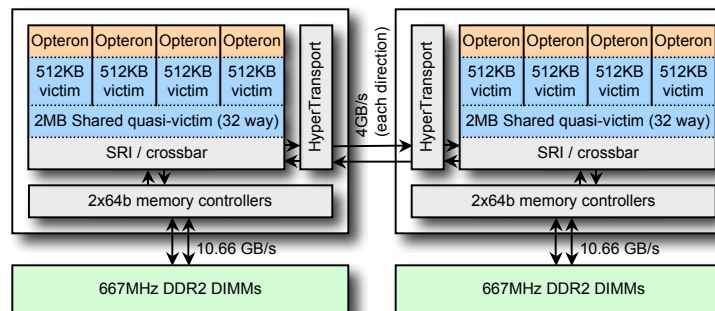 Opteron Opteron Opteron Opteron
512KB victim 512KB victim 512KB victim 512KB victim
2MB Shared quasi-victim (32 way)
SRI / crossbar
HyperTransport
2x64b memory controllers
10.66 GB/s
667MHz DDR2 DIMMs
4GB/s
(each direction)
HyperTransport
Opteron Opteron Opteron Opteron
512KB victim 512KB victim 512KB victim 512KB victim
2MB Shared quasi-victim (32 way)
SRI / crossbar
2x64b memory controllers
10.66 GB/s
667MHz DDR2 DIMMs